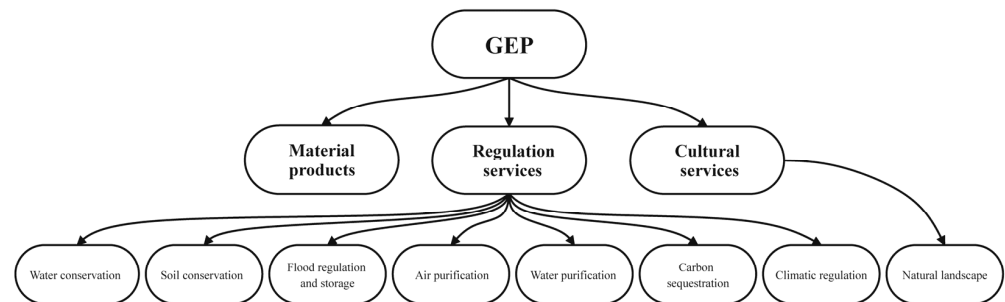 GEP
Material
products
Regulation
services
Cultural
services
Water conservation
Soil conservation
Flood regulation
and storage
Air purification
Water purification
Carbon
sequestration
Climatic regulation
Natural landscape